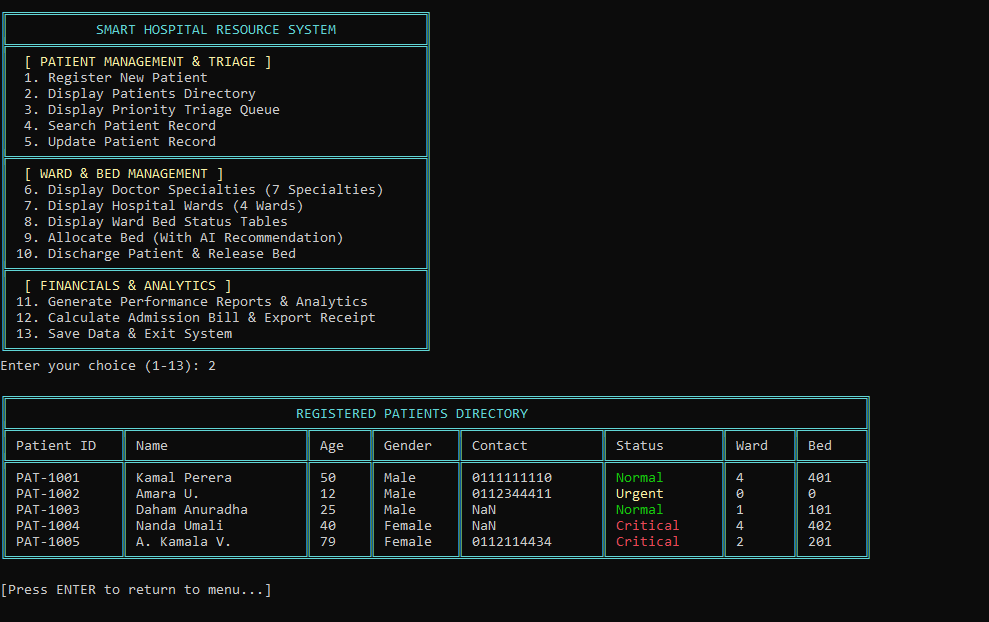 SMART HOSPITAL RESOURCE SYSTEM
[ PATIENT MANAGEMENT & TRIAGE ]
1. Register New Patient
2. Display Patients Directory
3. Display Priority Triage Queue
4. Search Patient Record
5. Update Patient Record
[ WARD & BED MANAGEMENT ]
6. Display Doctor Specialties (7 Specialties)
7. Display Hospital Wards (4 Wards)
8. Display Ward Bed Status Tables
9. Allocate Bed (With AI Recommendation)
10. Discharge Patient & Release Bed
[ FINANCIALS & ANALYTICS ]
11. Generate Performance Reports & Analytics
12. Calculate Admission Bill & Export Receipt
13. Save Data & Exit System
Enter your choice (1-13): 2
REGISTERED PATIENTS DIRECTORY
Patient ID Name Age Gender Contact Status Ward Bed
PAT-1001 Kamal Perera 50 Male 0111111110 Normal 4 401
PAT-1002 Amara U. 12 Male 0112344411 Urgent 0 0
PAT-1003 Daham Anuradha 25 Male NaN Normal 1 101
PAT-1004 Nanda Umali 40 Female NaN Critical 4 402
PAT-1005 A. Kamala V. 79 Female 0112114434 Critical 2 201
[Press ENTER to return to menu...]